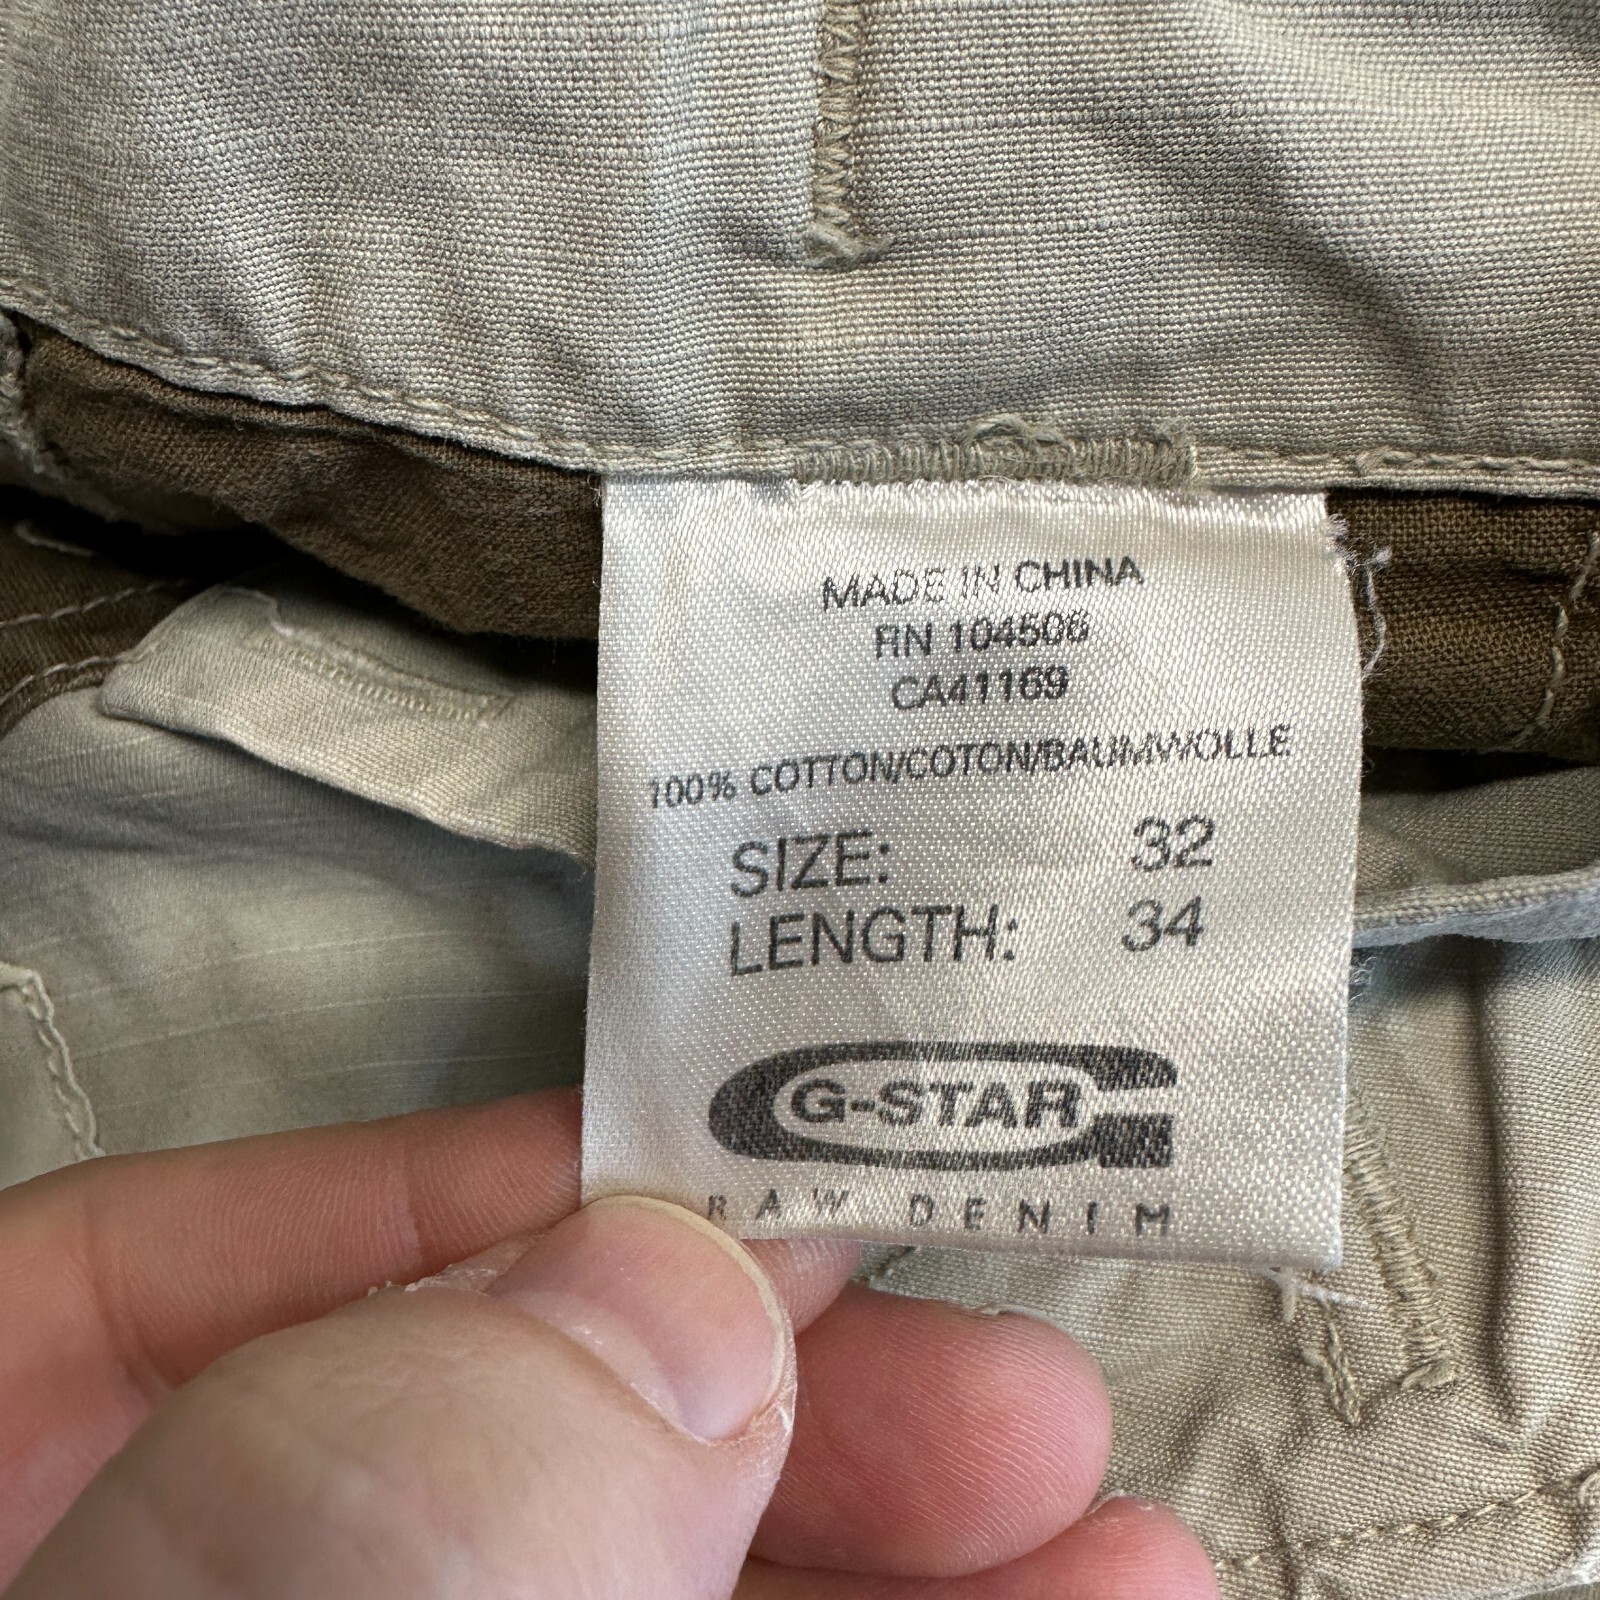 MADE IN CHINA
RN 104506
CA41169
100% COTTON/COTON/BAUMWOLLE
SIZE: 32
LENGTH: 34
G-STAR
RAW DENIM